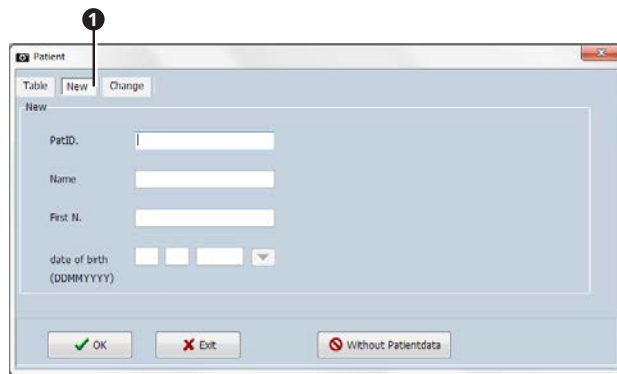 1
Patient
Table New Change
New
PatID.
Name
First N.
date of birth
(DDMMYYYY)
OK Exit Without Patientdata